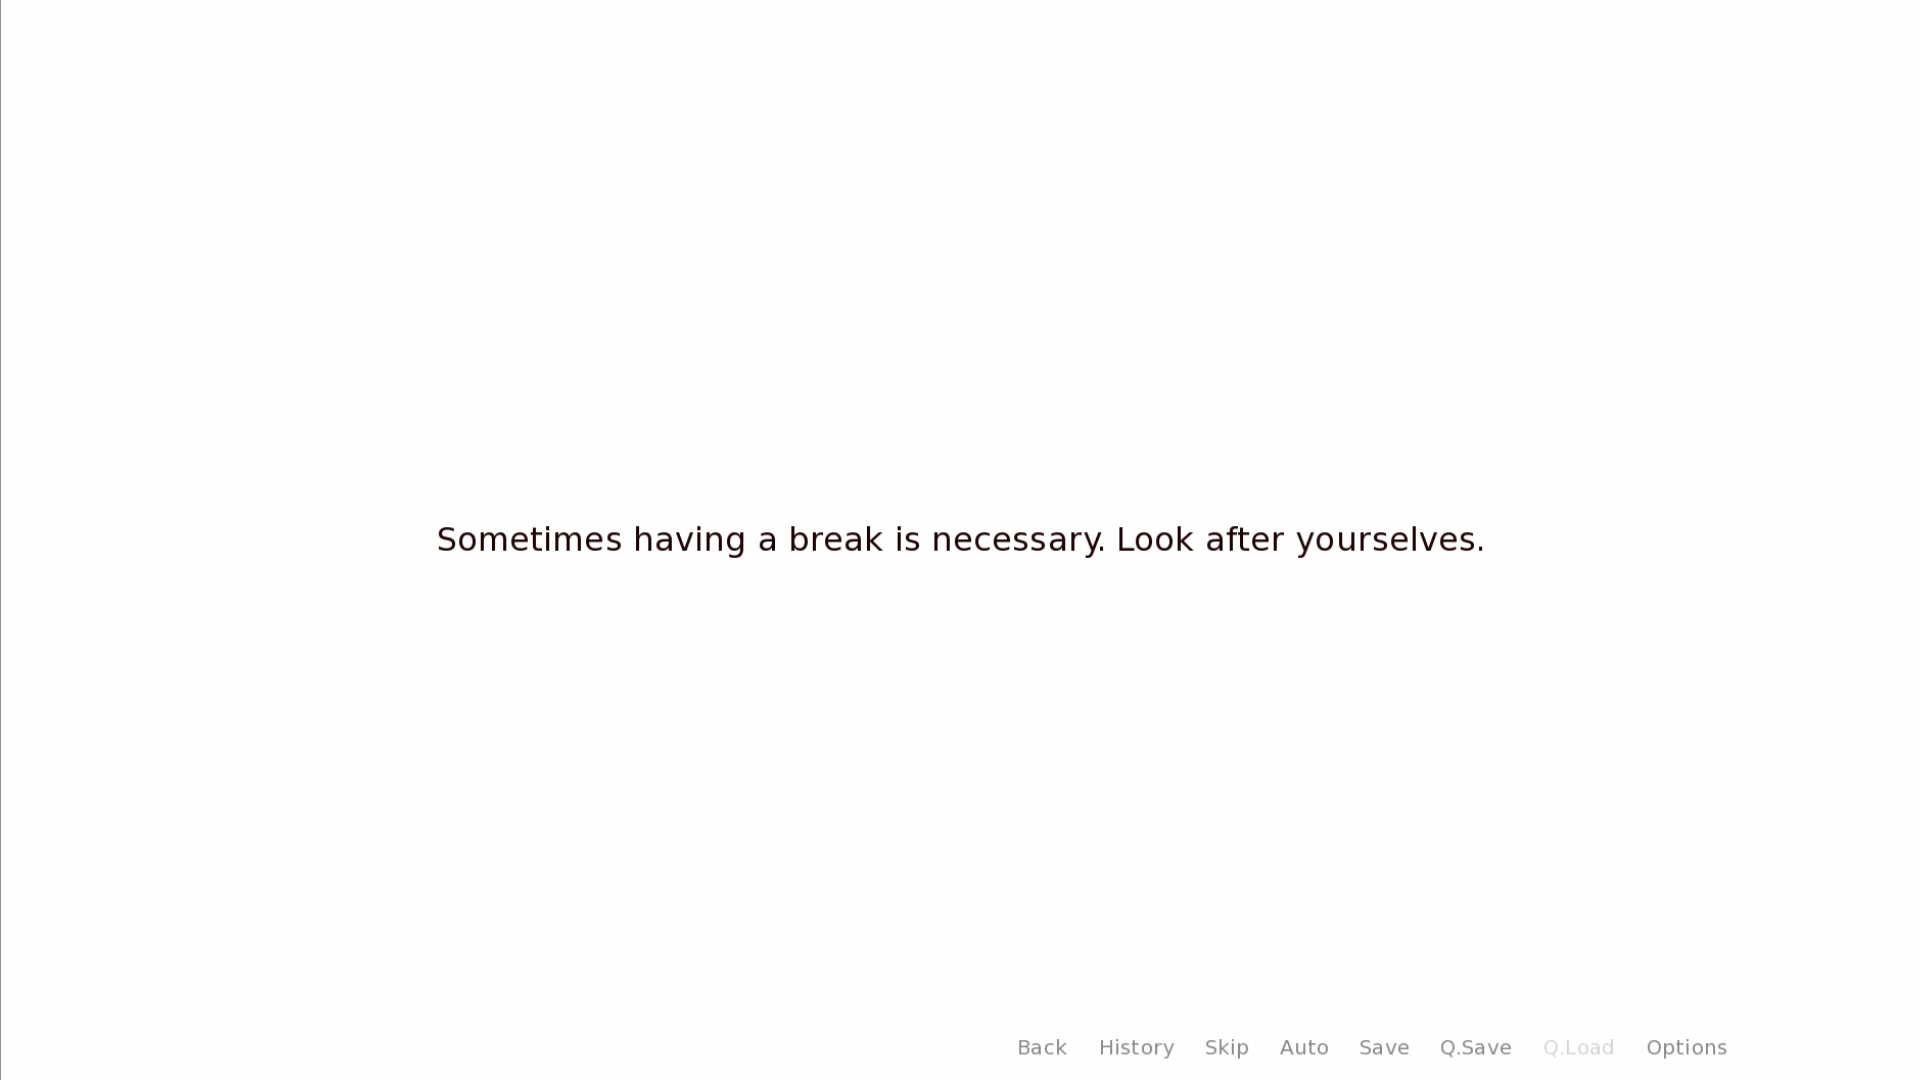 Sometimes having a break is necessary. Look after yourselves.
Back History Skip Auto Save Q.Save Q.Load Options